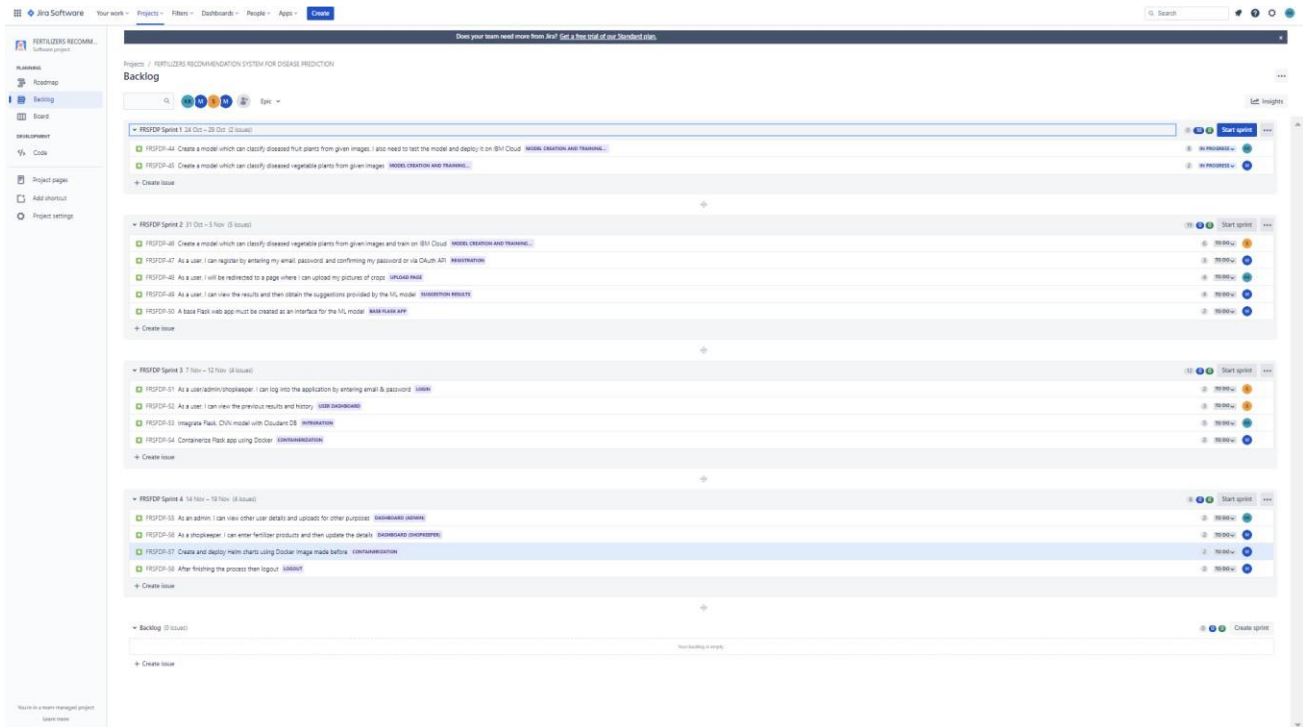 Jira Software Your work Projects Filters Dashboards People Apps Create Search
FERTILIZERS RECOMM...
Software project
PLANNING
Roadmap
Backlog
Board
DEVELOPMENT
Code
Project pages
Add shortcut
Project settings
You're in a team-managed project
Learn more
Does your team need more from Jira? Get a free trial of our Standard plan.
Projects / FERTILIZERS RECOMMENDATION SYSTEM FOR DISEASE PREDICTION
Backlog
M S M Epic Insights
FRSFDP Sprint 1 24 Oct – 29 Oct (2 issues) Start sprint
FRSFDP-44 Create a model which can classify diseased fruit plants from given images. I also need to test the model and deploy it on IBM Cloud MODEL CREATION AND TRAINING... 8 IN PROGRESS
FRSFDP-45 Create a model which can classify diseased vegetable plants from given images MODEL CREATION AND TRAINING... 2 IN PROGRESS M
+ Create issue
FRSFDP Sprint 2 31 Oct – 5 Nov (5 issues) Start sprint
FRSFDP-46 Create a model which can classify diseased vegetable plants from given images and train on IBM Cloud MODEL CREATION AND TRAINING... 6 TO DO S
FRSFDP-47 As a user, I can register by entering my email, password, and confirming my password or via OAuth API REGISTRATION 3 TO DO M
FRSFDP-48 As a user, I will be redirected to a page where I can upload my pictures of crops UPLOAD PAGE 4 TO DO
FRSFDP-49 As a user, I can view the results and then obtain the suggestions provided by the ML model SUGGESTION RESULTS 4 TO DO M
FRSFDP-50 A base Flask web app must be created as an interface for the ML model BASE FLASK APP 2 TO DO M
+ Create issue
FRSFDP Sprint 3 7 Nov – 12 Nov (4 issues) Start sprint
FRSFDP-51 As a user/admin/shopkeeper, I can log into the application by entering email & password LOGIN 2 TO DO S
FRSFDP-52 As a user, I can view the previous results and history USER DASHBOARD 3 TO DO S
FRSFDP-53 Integrate Flask, CNN model with Cloudant DB INTEGRATION 5 TO DO
FRSFDP-54 Containerize Flask app using Docker CONTAINERIZATION 2 TO DO M
+ Create issue
FRSFDP Sprint 4 14 Nov – 19 Nov (4 issues) Start sprint
FRSFDP-55 As an admin, I can view other user details and uploads for other purposes DASHBOARD (ADMIN) 2 TO DO
FRSFDP-56 As a shopkeeper, I can enter fertilizer products and then update the details DASHBOARD (SHOPKEEPER) 2 TO DO M
FRSFDP-57 Create and deploy Helm charts using Docker Image made before CONTAINERIZATION 2 TO DO M
FRSFDP-58 After finishing the process then logout LOGOUT 2 TO DO M
+ Create issue
Backlog (0 issues) 0 0 0 Create sprint
Your backlog is empty.
+ Create issue